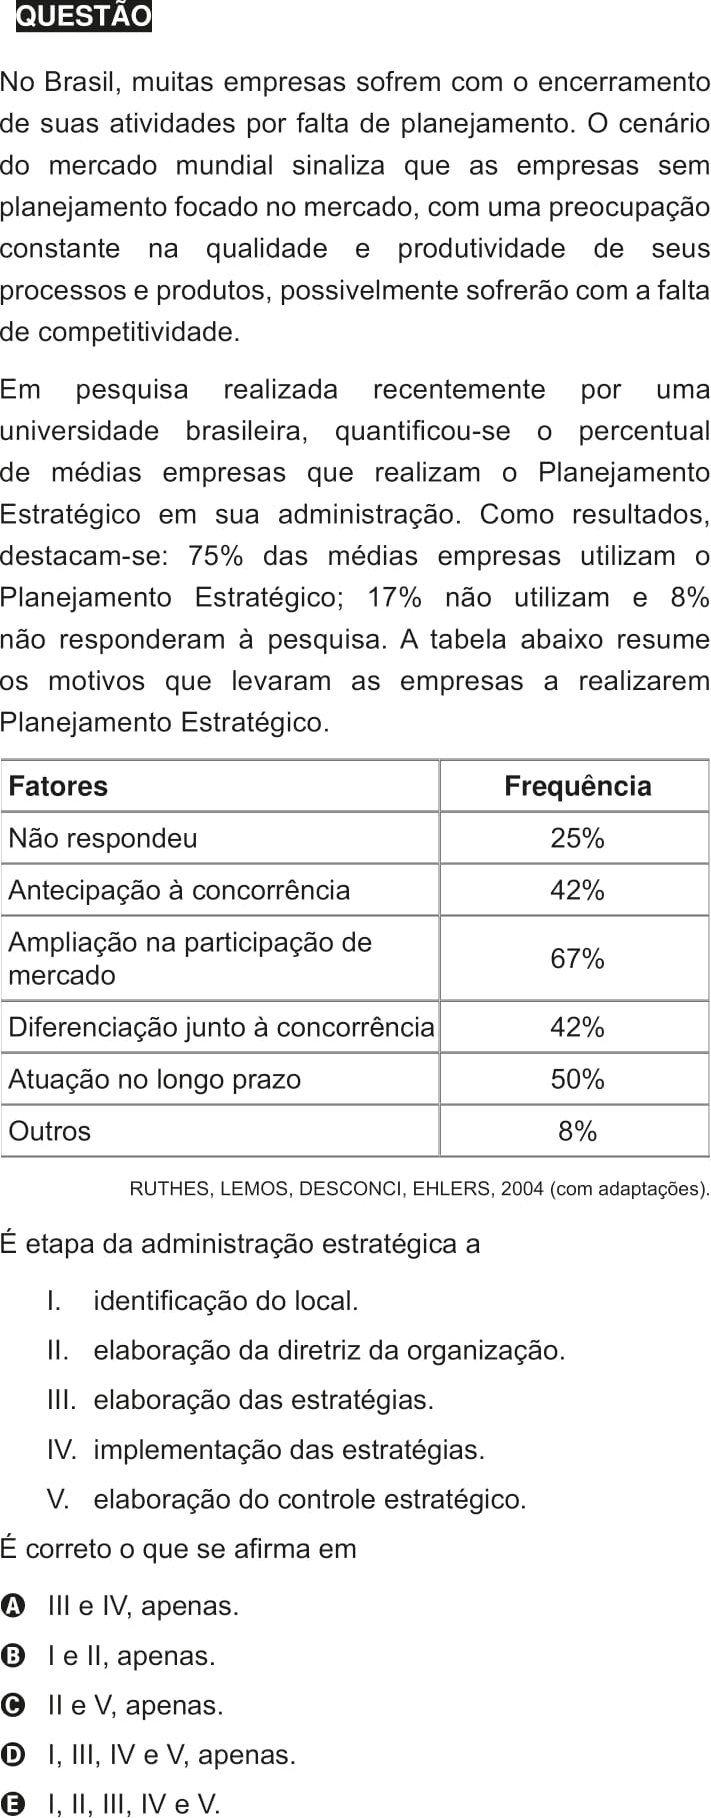 QUESTÃO
No Brasil, muitas empresas sofrem com o encerramento
de suas atividades por falta de planejamento. O cenário
do mercado mundial sinaliza que as empresas sem
planejamento focado no mercado, com uma preocupação
constante na qualidade e produtividade de seus
processos e produtos, possivelmente sofrerão com a falta
de competitividade.
Em pesquisa realizada recentemente por uma
universidade brasileira, quantificou-se o percentual
de médias empresas que realizam o Planejamento
Estratégico em sua administração. Como resultados,
destacam-se: 75% das médias empresas utilizam o
Planejamento Estratégico; 17% não utilizam e 8%
não responderam à pesquisa. A tabela abaixo resume
os motivos que levaram as empresas a realizarem
Planejamento Estratégico.
Fatores Frequência
Não respondeu 25%
Antecipação à concorrência 42%
Ampliação na participação de
mercado 67%
Diferenciação junto à concorrência 42%
Atuação no longo prazo 50%
Outros 8%
RUTHES, LEMOS, DESCONCI, EHLERS, 2004 (com adaptações).
É etapa da administração estratégica a
I. identificação do local.
II. elaboração da diretriz da organização.
III. elaboração das estratégias.
IV. implementação das estratégias.
V. elaboração do controle estratégico.
É correto o que se afirma em
A III e IV, apenas.
B I e II, apenas.
C II e V, apenas.
D I, III, IV e V, apenas.
E I, II, III, IV e V.